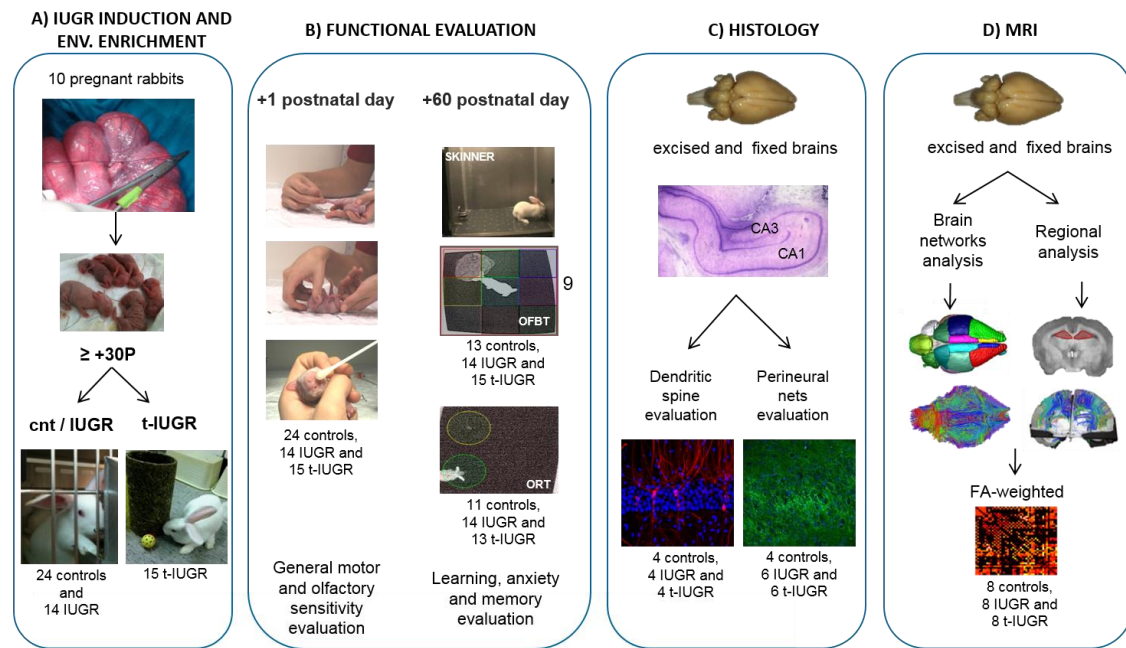 A) IUGR INDUCTION AND
ENV. ENRICHMENT
10 pregnant rabbits
≥ +30P
cnt / IUGR
t-IUGR
24 controls
and
14 IUGR
15 t-IUGR
B) FUNCTIONAL EVALUATION
+1 postnatal day
24 controls,
14 IUGR and
15 t-IUGR
General motor
and olfactory
sensitivity
evaluation
+60 postnatal day
SKINNER
9
OFBT
13 controls,
14 IUGR and
15 t-IUGR
ORT
11 controls,
14 IUGR and
13 t-IUGR
Learning, anxiety
and memory
evaluation
C) HISTOLOGY
excised and fixed brains
CA3
CA1
Dendritic
spine
evaluation
4 controls,
4 IUGR and
4 t-IUGR
Perineural
nets
evaluation
4 controls,
6 IUGR and
6 t-IUGR
D) MRI
excised and fixed brains
Brain
networks
analysis
Regional
analysis
FA-weighted
8 controls,
8 IUGR and
8 t-IUGR